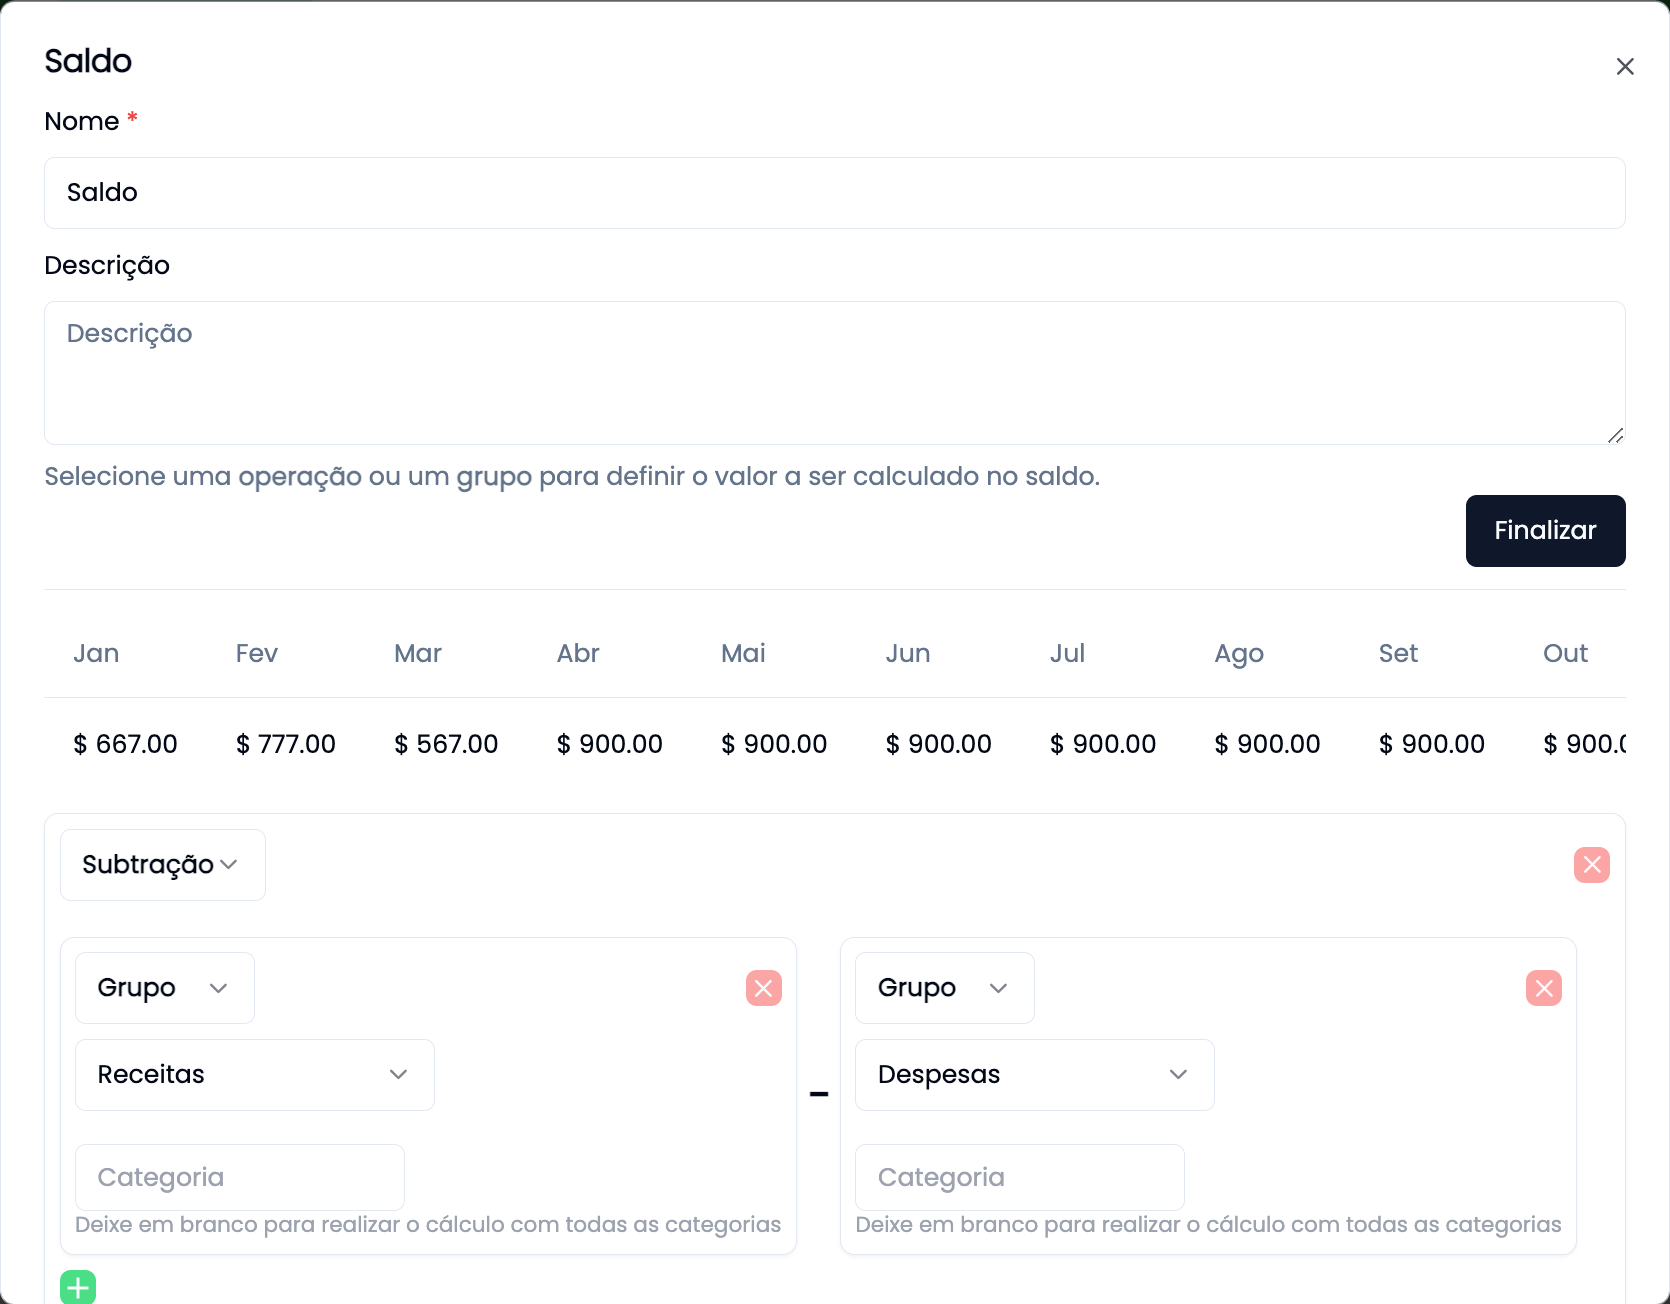 Saldo
Nome *
Saldo
Descrição
Descrição
Selecione uma operação ou um grupo para definir o valor a ser calculado no saldo.
Finalizar
Jan Fev Mar Abr Mai Jun Jul Ago Set Out
$ 667.00 $ 777.00 $ 567.00 $ 900.00 $ 900.00 $ 900.00 $ 900.00 $ 900.00 $ 900.00 $ 900.0
Subtração
Grupo
Receitas
Categoria
Deixe em branco para realizar o cálculo com todas as categorias
–
Grupo
Despesas
Categoria
Deixe em branco para realizar o cálculo com todas as categorias